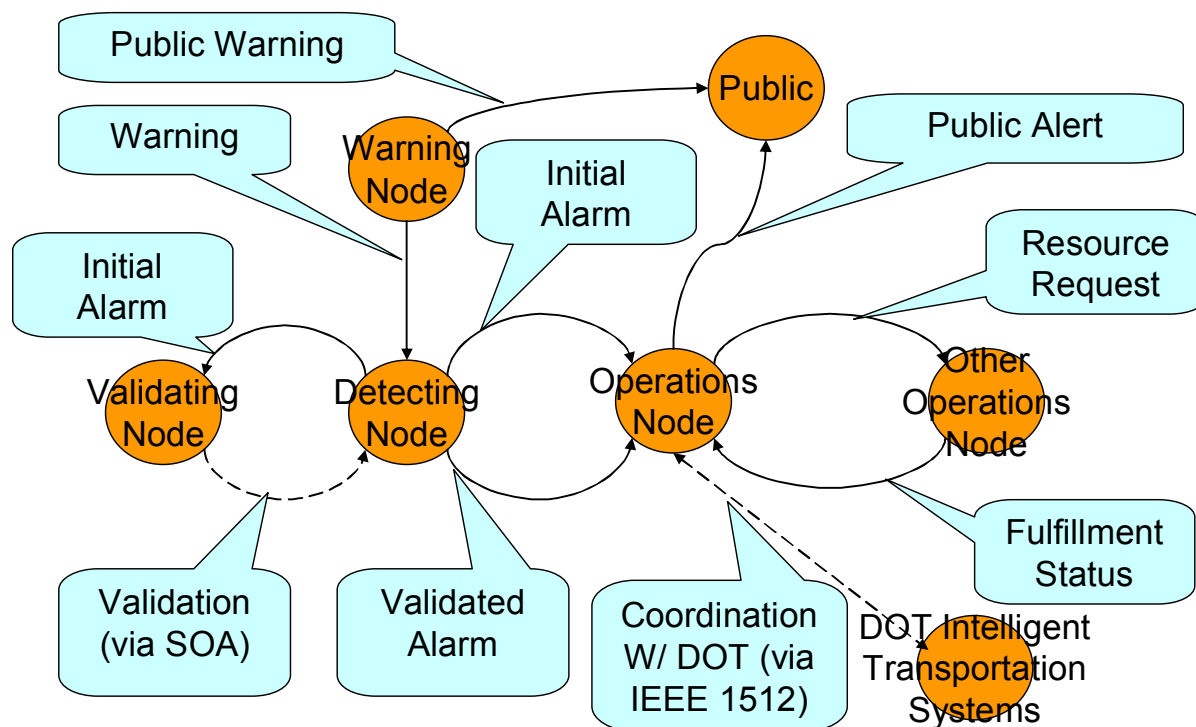 Public Warning
Public
Warning
Warning
Node
Initial
Alarm
Public Alert
Resource
Request
Initial
Alarm
Validating
Node
Detecting
Node
Operations
Node
Other
Operations
Node
Validation
(via SOA)
Validated
Alarm
Coordination
W/ DOT (via
IEEE 1512)
Fulfillment
Status
DOT Intelligent
Transportation
Systems